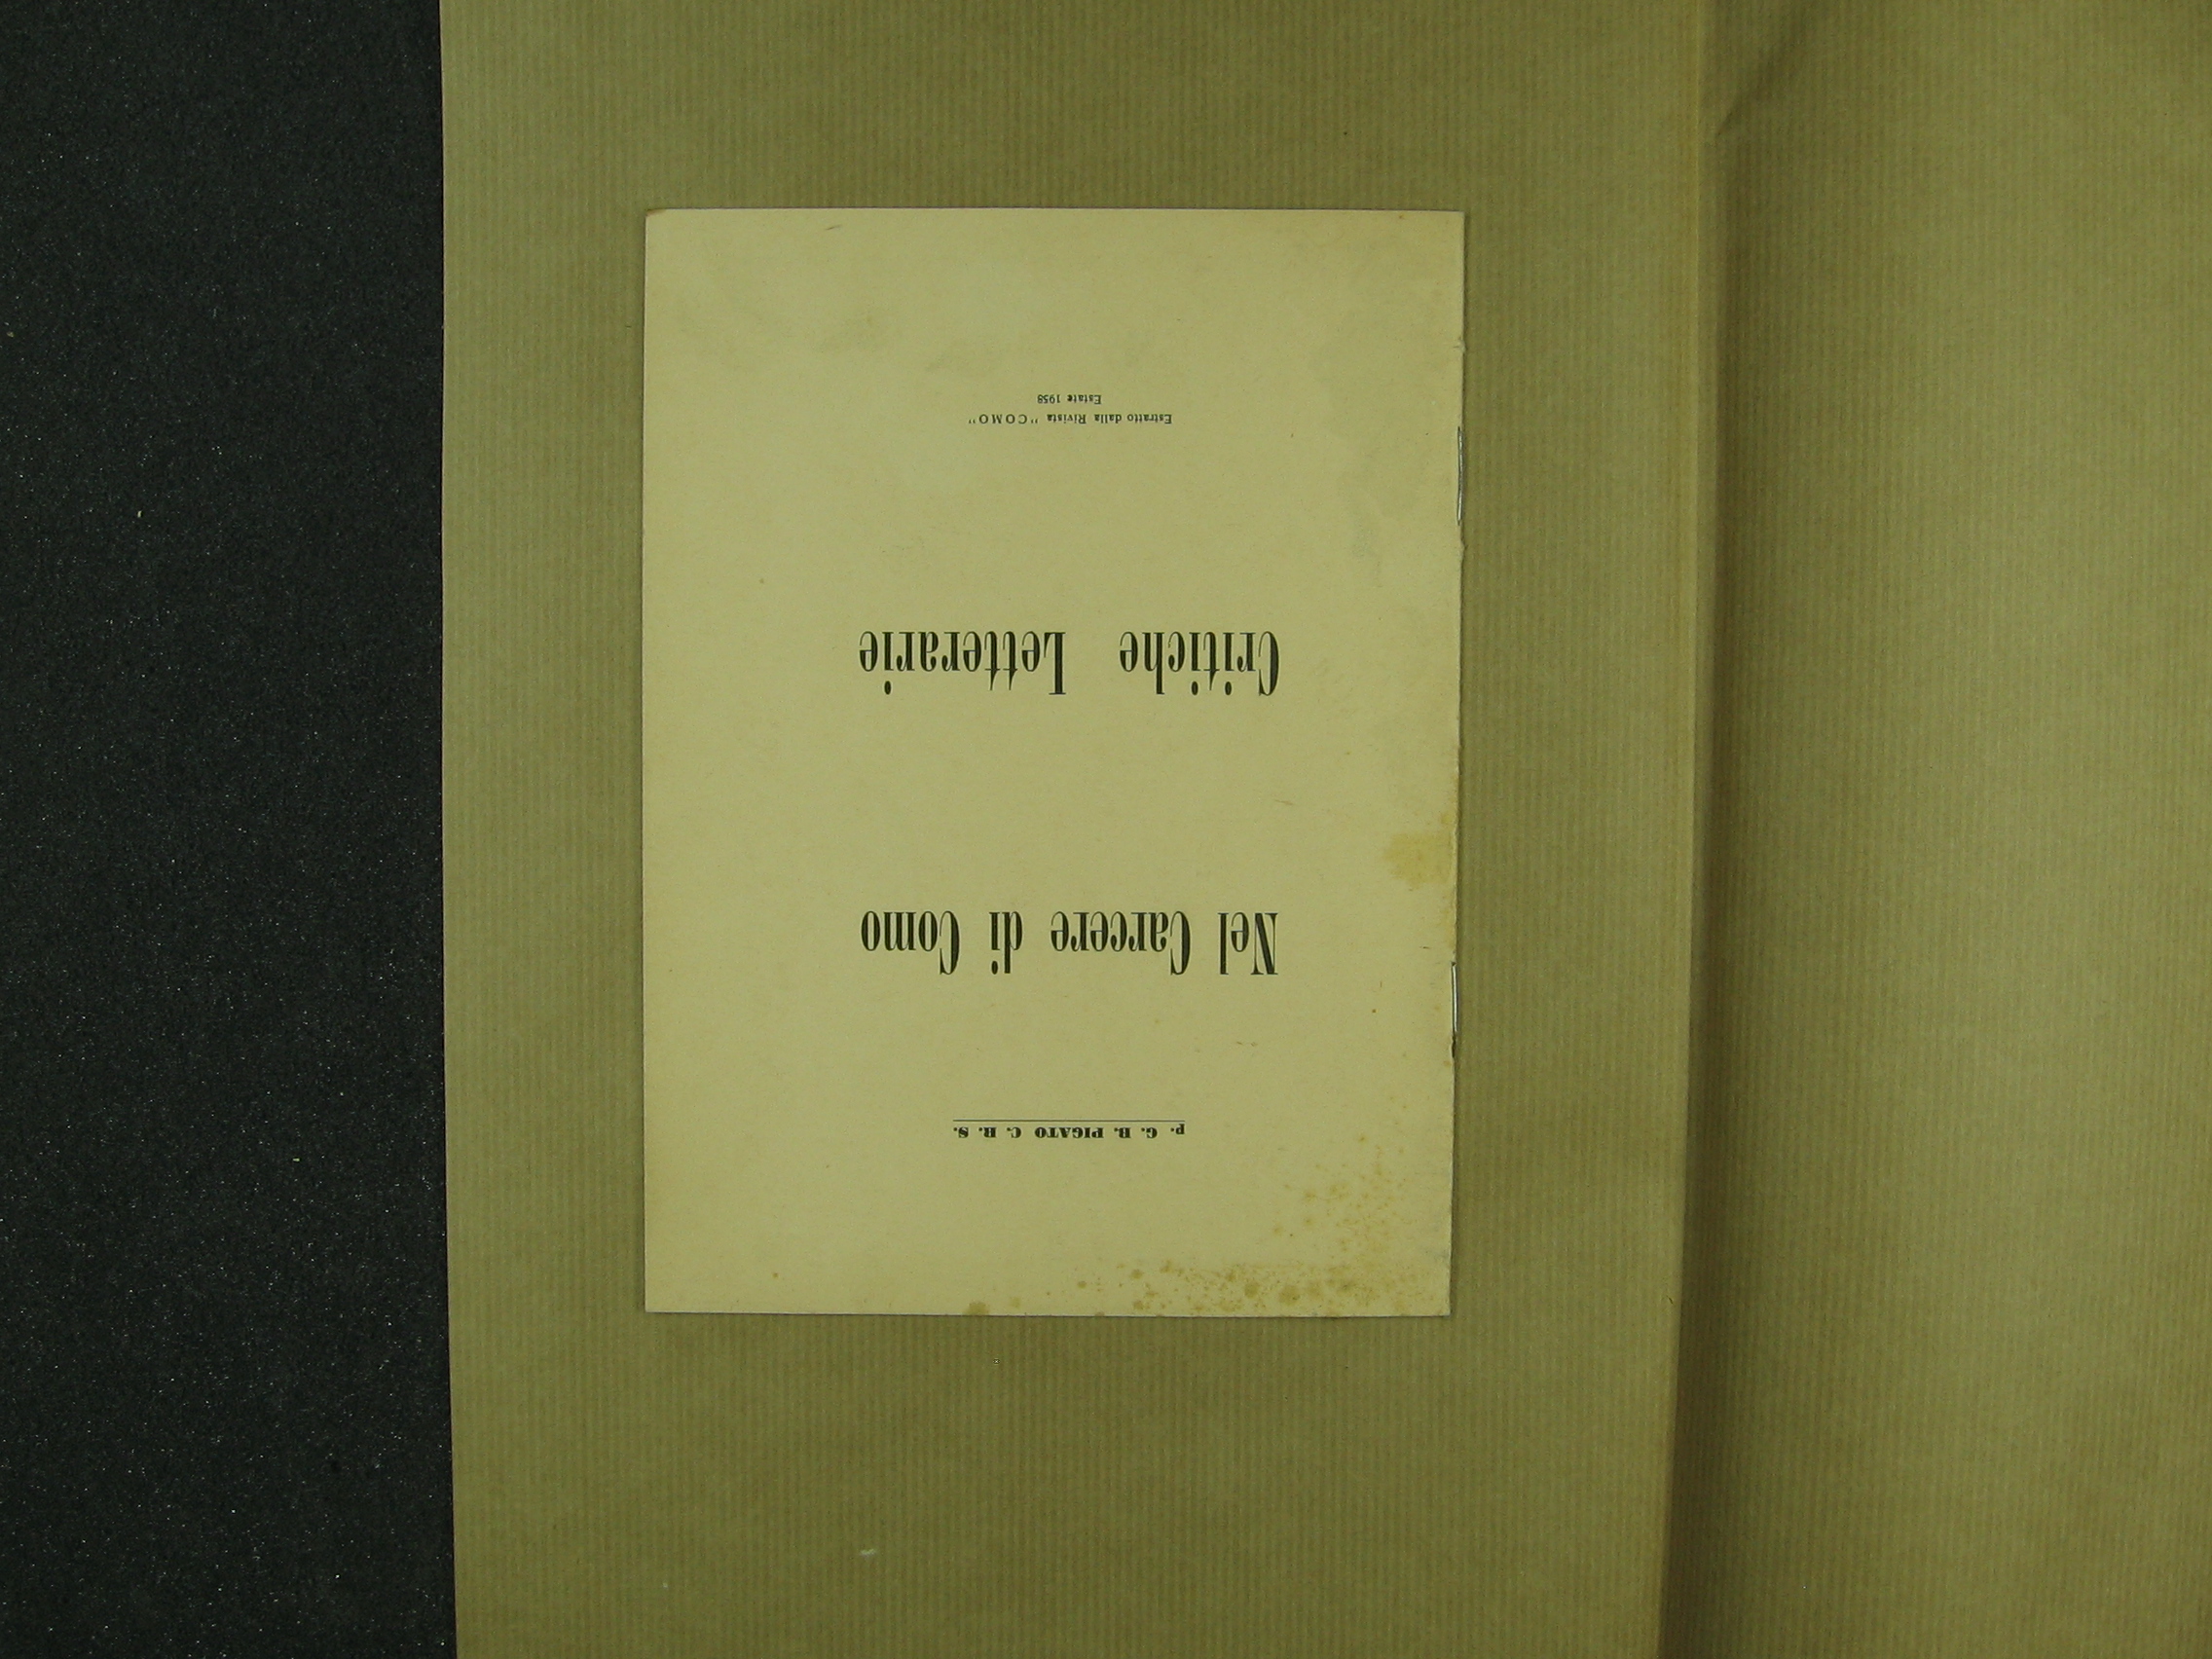 p. G. B. PIGATO C. R. S.
Nel Carcere di Como
Critiche Letterarie
Estratto dalla Rivista "COMO"
Estate 1958